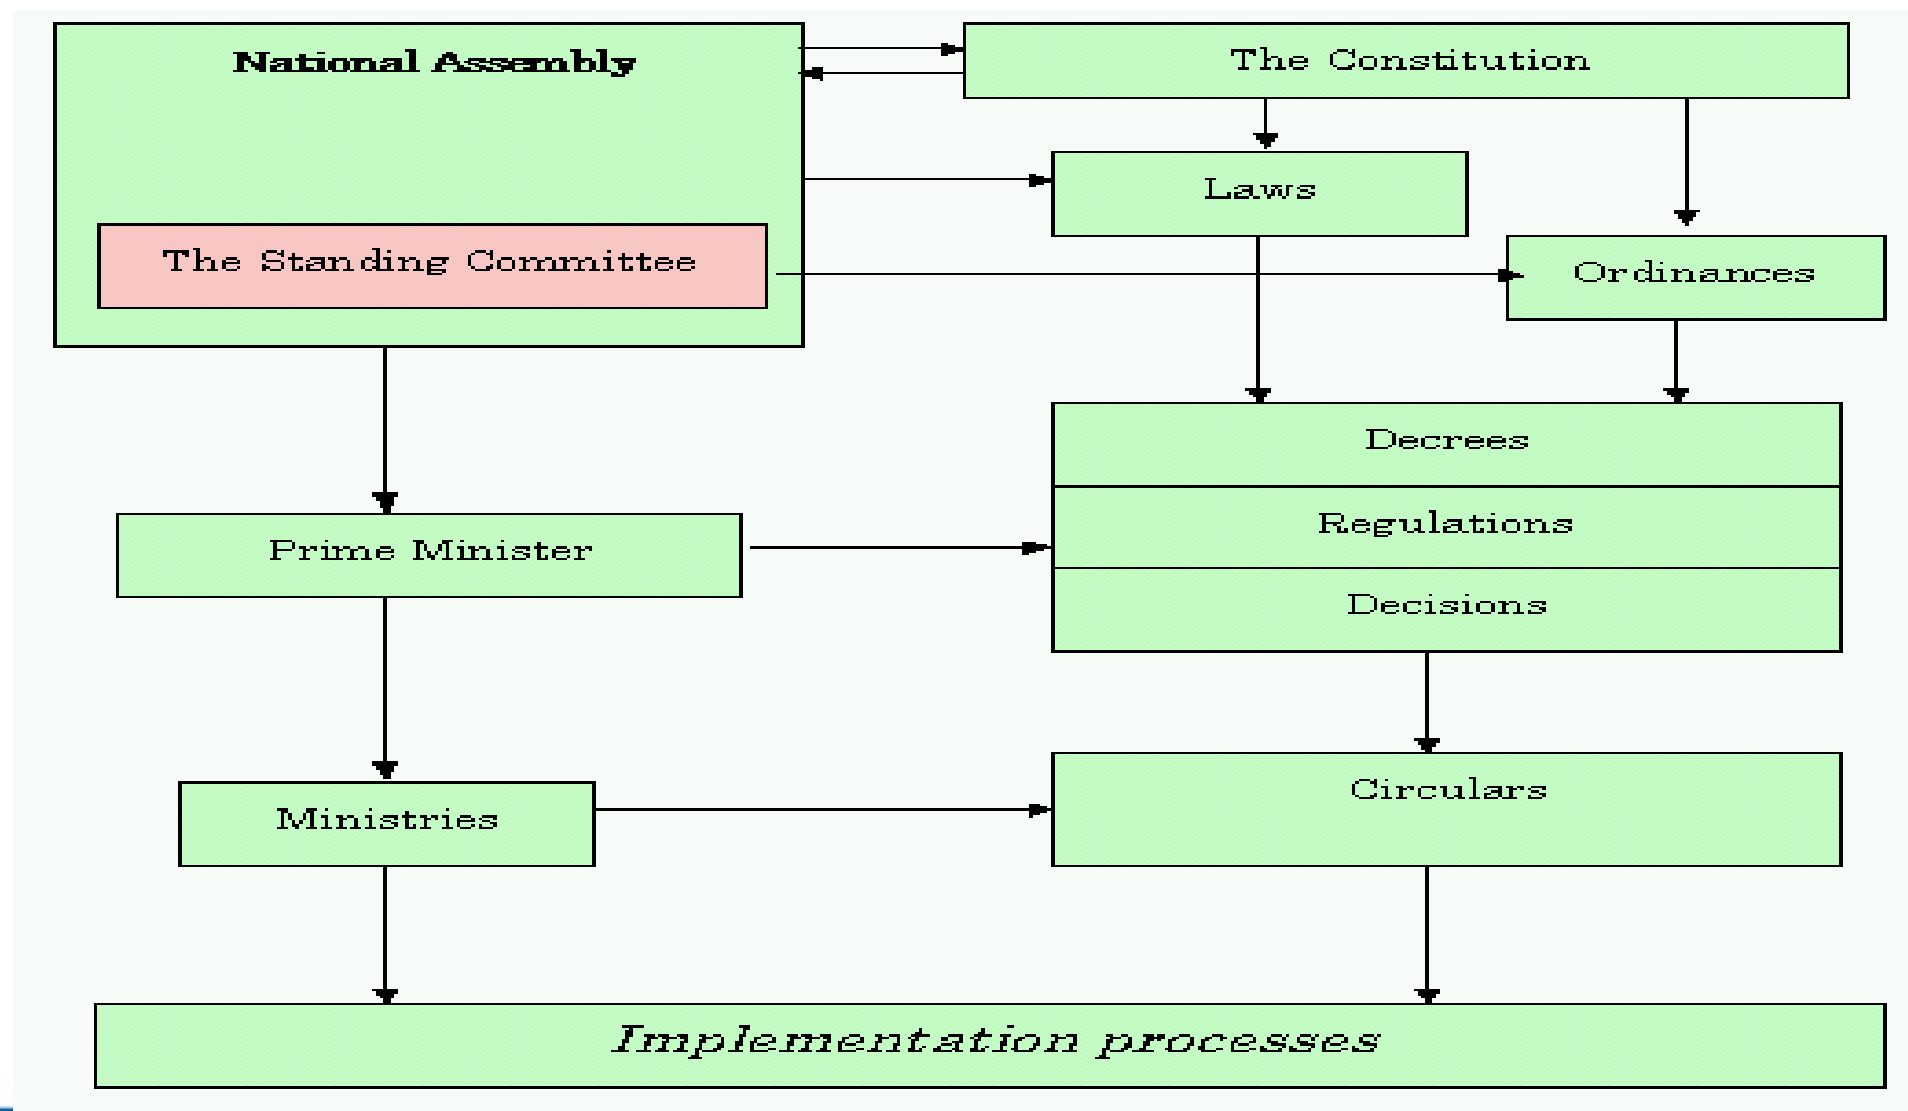 National Assembly
The Constitution
Laws
The Standing Committee
Ordinances
Decrees
Regulations
Prime Minister
Decisions
Circulars
Ministries
Implementation processes